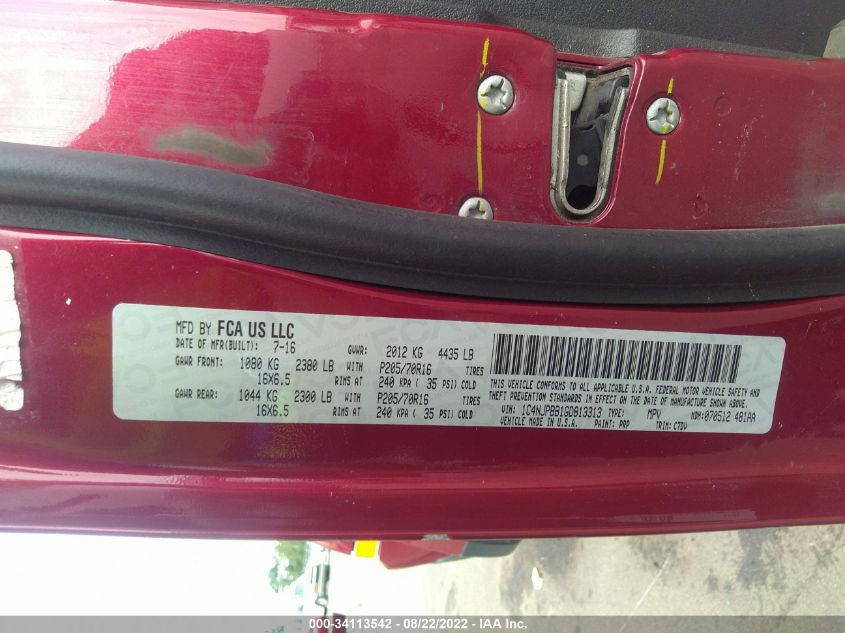 MFD BY FCA US LLC
DATE OF MFR(BUILT): 7-16 GVWR: 2012 KG 4435 LB
GAWR FRONT: 1080 KG 2380 LB WITH P205/70R16 TIRES
16X6.5 RIMS AT 240 KPA ( 35 PSI) COLD
GAWR REAR: 1044 KG 2300 LB WITH P205/70R16 TIRES
16X6.5 RIMS AT 240 KPA ( 35 PSI) COLD
THIS VEHICLE CONFORMS TO ALL APPLICABLE U.S.A. FEDERAL MOTOR VEHICLE SAFETY AND
THEFT PREVENTION STANDARDS IN EFFECT ON THE DATE OF MANUFACTURE SHOWN ABOVE.
VIN: 1C4NJPBB1GD813313 TYPE: MPV MDH: 070512 481AA
VEHICLE MADE IN U.S.A. PAINT: PRP TRIM: C7DV
000-34113542 / 08/22/2022 - IAA Inc.